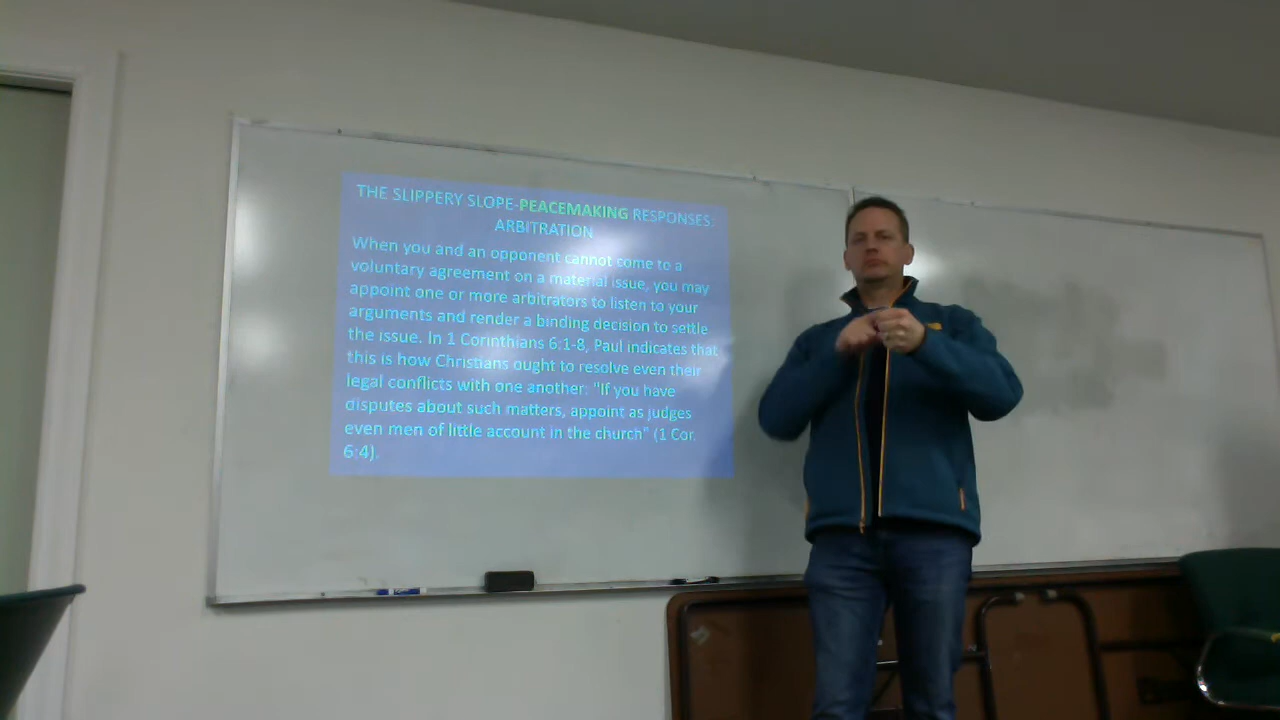 THE SLIPPERY SLOPE-PEACEMAKING RESPONSES:
ARBITRATION
When you and an opponent cannot come to a
voluntary agreement on a material issue, you may
appoint one or more arbitrators to listen to your
arguments and render a binding decision to settle
the issue. In 1 Corinthians 6:1-8, Paul indicates that
this is how Christians ought to resolve even their
legal conflicts with one another: "If you have
disputes about such matters, appoint as judges
even men of little account in the church" (1 Cor.
6:4).